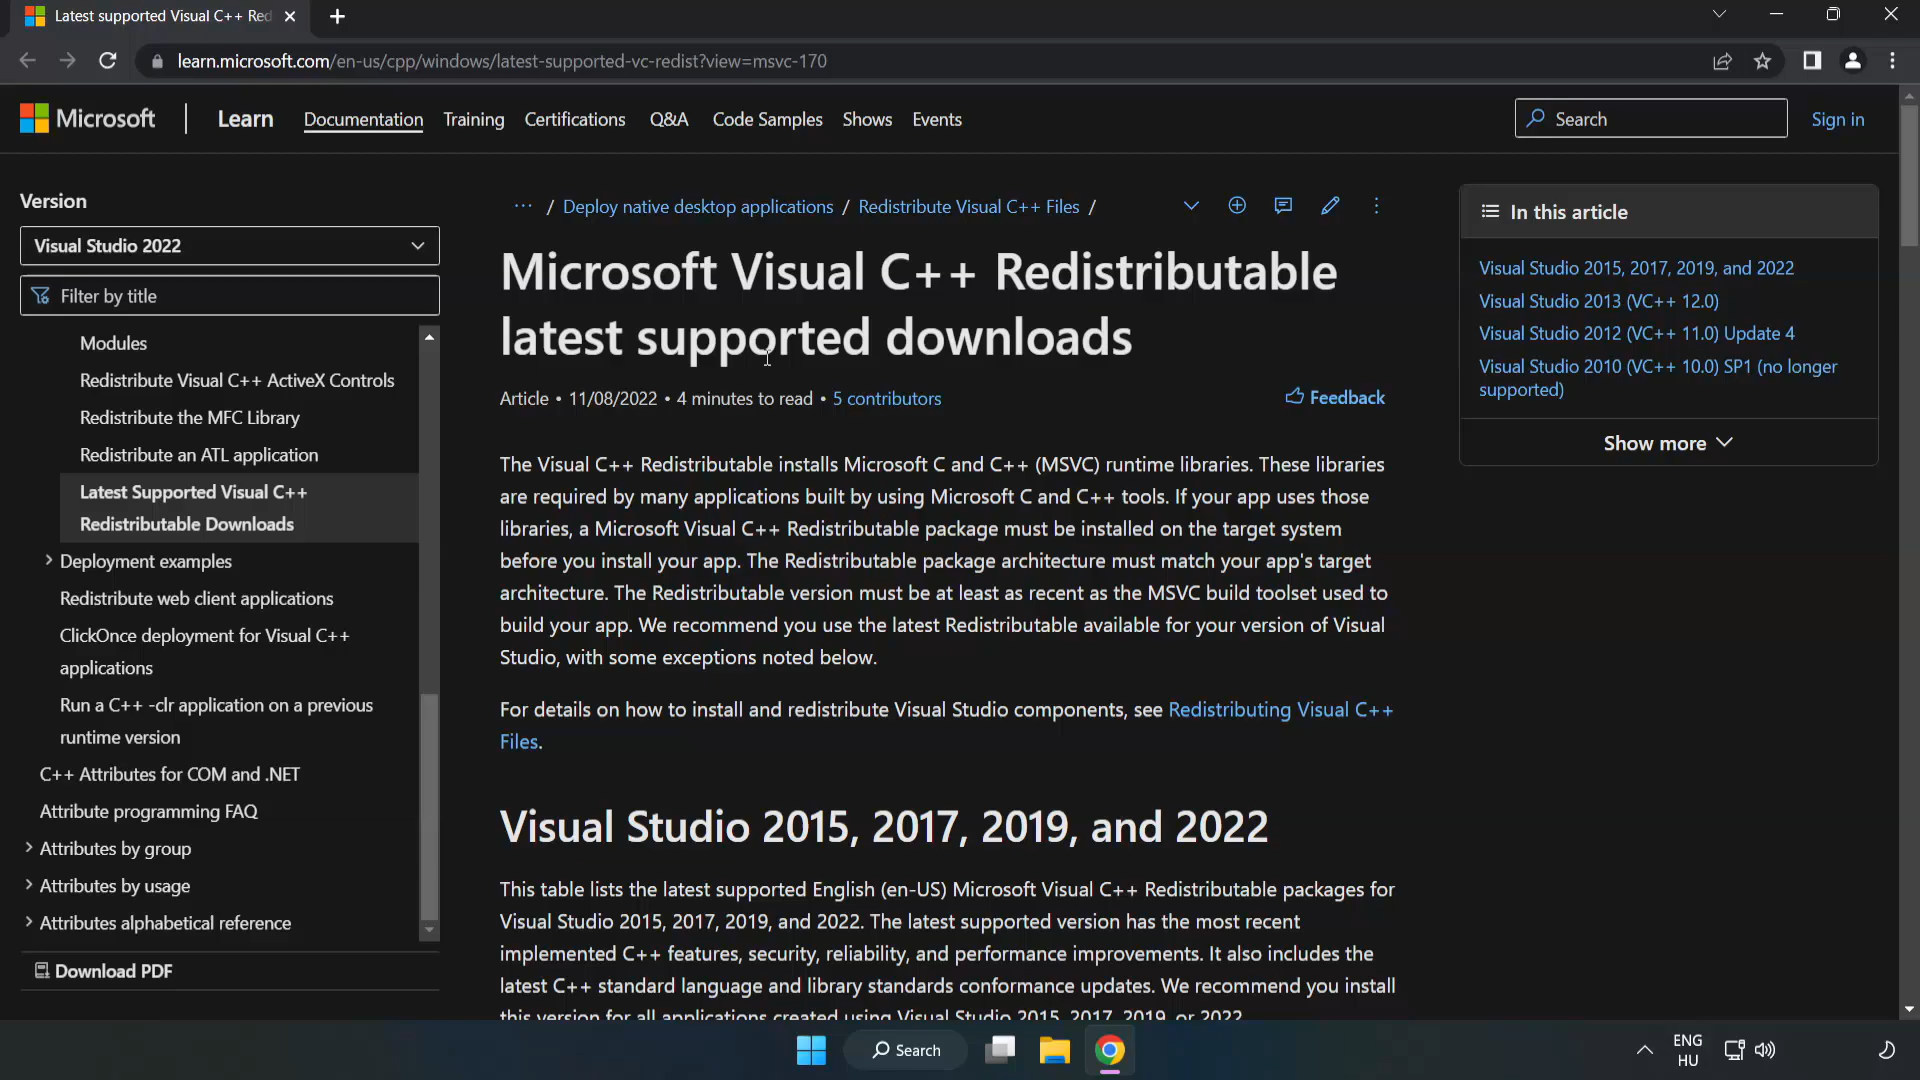 Latest supported Visual C++ Red
learn.microsoft.com/en-us/cpp/windows/latest-supported-vc-redist?view=msvc-170
Microsoft
Learn
Documentation
Training
Certifications
Q&A
Code Samples
Shows
Events
Search
Sign in
Version
Visual Studio 2022
Filter by title
Modules
Redistribute Visual C++ ActiveX Controls
Redistribute the MFC Library
Redistribute an ATL application
Latest Supported Visual C++
Redistributable Downloads
Deployment examples
Redistribute web client applications
ClickOnce deployment for Visual C++
applications
Run a C++ -clr application on a previous
runtime version
C++ Attributes for COM and .NET
Attribute programming FAQ
Attributes by group
Attributes by usage
Attributes alphabetical reference
Download PDF
··· / Deploy native desktop applications / Redistribute Visual C++ Files /
Microsoft Visual C++ Redistributable
latest supported downloads
Article • 11/08/2022 • 4 minutes to read • 5 contributors
Feedback
The Visual C++ Redistributable installs Microsoft C and C++ (MSVC) runtime libraries. These libraries
are required by many applications built by using Microsoft C and C++ tools. If your app uses those
libraries, a Microsoft Visual C++ Redistributable package must be installed on the target system
before you install your app. The Redistributable package architecture must match your app's target
architecture. The Redistributable version must be at least as recent as the MSVC build toolset used to
build your app. We recommend you use the latest Redistributable available for your version of Visual
Studio, with some exceptions noted below.
For details on how to install and redistribute Visual Studio components, see Redistributing Visual C++
Files.
Visual Studio 2015, 2017, 2019, and 2022
This table lists the latest supported English (en-US) Microsoft Visual C++ Redistributable packages for
Visual Studio 2015, 2017, 2019, and 2022. The latest supported version has the most recent
implemented C++ features, security, reliability, and performance improvements. It also includes the
latest C++ standard language and library standards conformance updates. We recommend you install
this version for all applications created using Visual Studio 2015, 2017, 2019, or 2022.
In this article
Visual Studio 2015, 2017, 2019, and 2022
Visual Studio 2013 (VC++ 12.0)
Visual Studio 2012 (VC++ 11.0) Update 4
Visual Studio 2010 (VC++ 10.0) SP1 (no longer
supported)
Show more
Search
ENG
HU